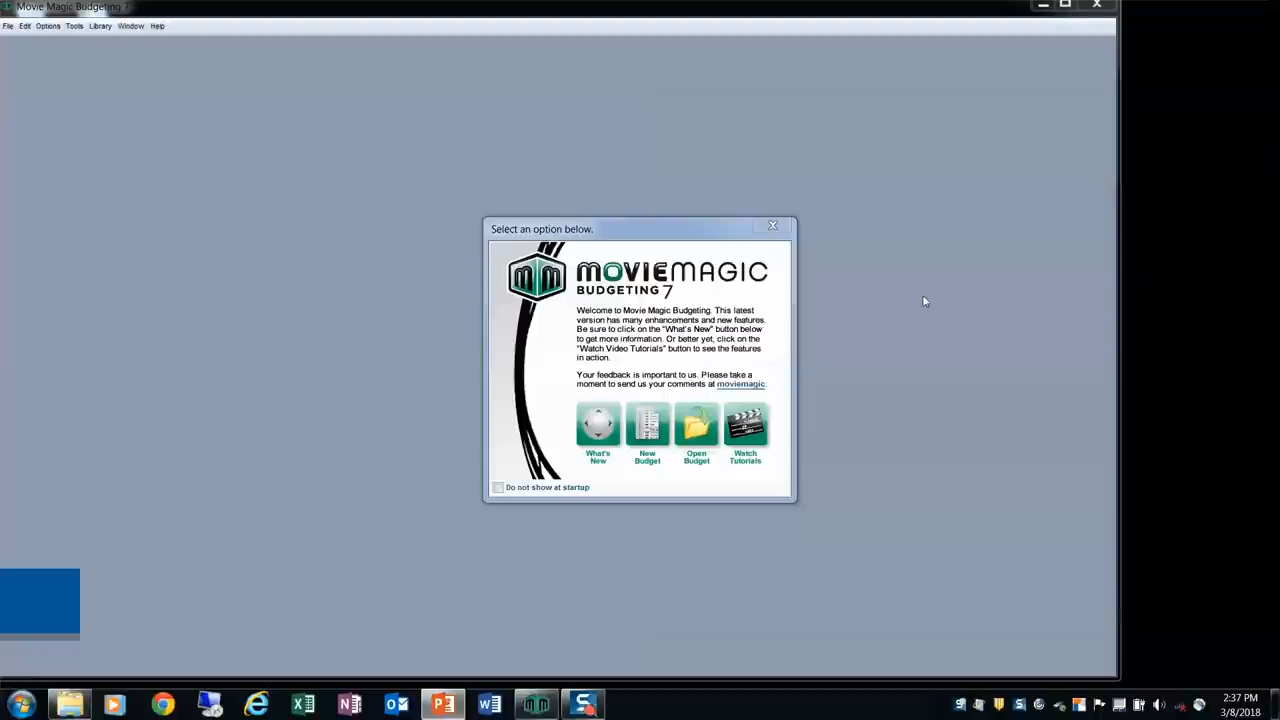 Movie Magic Budgeting 7
File Edit Options Tools Library Window Help
Select an option below.
MOVIEMAGIC
BUDGETING 7
Welcome to Movie Magic Budgeting. This latest
version has many enhancements and new features.
Be sure to click on the "What's New" button below
to get more information. Or better yet, click on the
"Watch Video Tutorials" button to see the features
in action.
Your feedback is important to us. Please take a
moment to send us your comments at moviemagic.
What's
New
New
Budget
Open
Budget
Watch
Tutorials
Do not show at startup
2:37 PM
3/8/2018